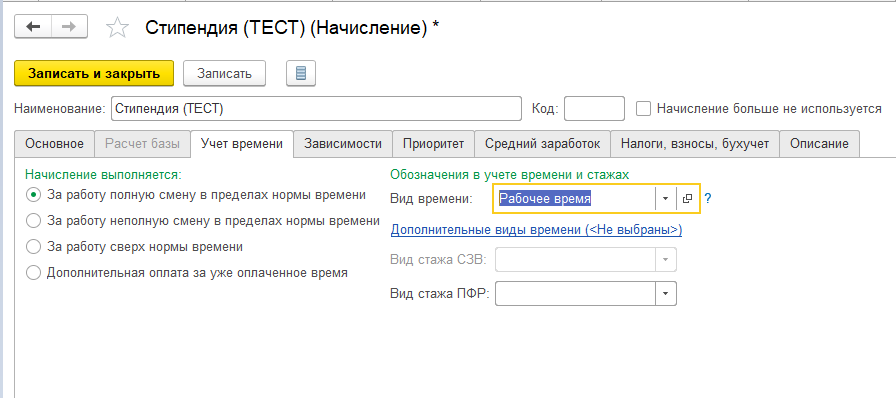 Стипендия (ТЕСТ) (Начисление) *
Записать и закрыть Записать
Наименование: Стипендия (ТЕСТ) Код: Начисление больше не используется
Основное Расчет базы Учет времени Зависимости Приоритет Средний заработок Налоги, взносы, бухучет Описание
Начисление выполняется: Обозначения в учете времени и стажах
За работу полную смену в пределах нормы времени Вид времени: Рабочее время ?
За работу неполную смену в пределах нормы времени Дополнительные виды времени (<Не выбраны>)
За работу сверх нормы времени Вид стажа СЗВ:
Дополнительная оплата за уже оплаченное время
Вид стажа ПФР: